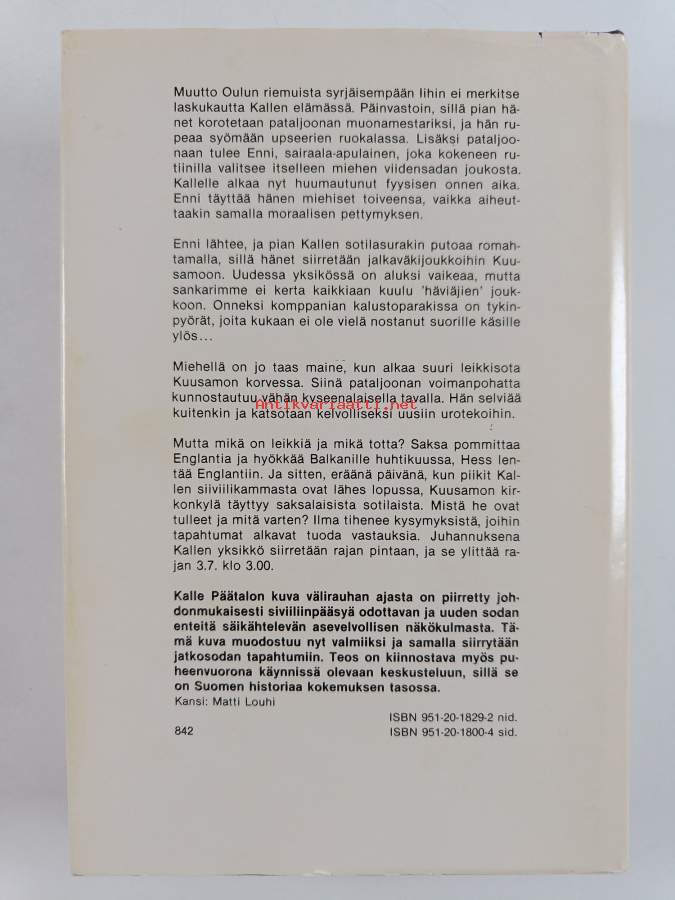 Muutto Oulun riemuista syrjäisempään Iihin ei merkitse
laskukautta Kallen elämässä. Päinvastoin, sillä pian hä-
net korotetaan pataljoonan muonamestariksi, ja hän ru-
peaa syömään upseerien ruokalassa. Lisäksi pataljoo-
naan tulee Enni, sairaala-apulainen, joka kokeneen ru-
tiinilla valitsee itselleen miehen viidensadan joukosta.
Kallelle alkaa nyt huumautunut fyysisen onnen aika.
Enni täyttää hänen miehiset toiveensa, vaikka aiheut-
taakin samalla moraalisen pettymyksen.
Enni lähtee, ja pian Kallen sotilasurakin putoaa romah-
tamalla, sillä hänet siirretään jalkaväkijoukkoihin Kuu-
samoon. Uudessa yksikössä on aluksi vaikeaa, mutta
sankarimme ei kerta kaikkiaan kuulu 'häviäjien' jouk-
koon. Onneksi komppanian kalustoparakissa on tykin-
pyörät, joita kukaan ei ole vielä nostanut suorille käsille
ylös...
Miehellä on jo taas maine, kun alkaa suuri leikkisota
Kuusamon korvessa. Siinä pataljoonan voimanpohatta
kunnostautuu vähän kyseenalaisella tavalla. Hän selviää
Antikvariaatti.net
kuitenkin ja katsotaan kelvolliseksi uusiin urotekoihin.
Mutta mikä on leikkiä ja mikä totta? Saksa pommittaa
Englantia ja hyökkää Balkanille huhtikuussa, Hess len-
tää Englantiin. Ja sitten, eräänä päivänä, kun piikit Kal-
len siiviilikammasta ovat lähes lopussa, Kuusamon kir-
konkylä täyttyy saksalaisista sotilaista. Mistä he ovat
tulleet ja mitä varten? Ilma tihenee kysymyksistä, joihin
tapahtumat alkavat tuoda vastauksia. Juhannuksena
Kallen yksikkö siirretään rajan pintaan, ja se ylittää ra-
jan 3.7. klo 3.00.
Kalle Päätalon kuva välirauhan ajasta on piirretty joh-
donmukaisesti siviiliinpääsyä odottavan ja uuden sodan
enteitä säikähtelevän asevelvollisen näkökulmasta. Tä-
mä kuva muodostuu nyt valmiiksi ja samalla siirrytään
jatkosodan tapahtumiin. Teos on kiinnostava myös pu-
heenvuorona käynnissä olevaan keskusteluun, sillä se
on Suomen historiaa kokemuksen tasossa.
Kansi: Matti Louhi
ISBN 951-20-1829-2 nid.
842 ISBN 951-20-1800-4 sid.